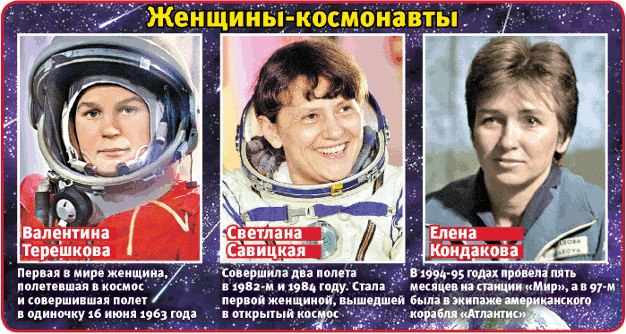 Женщины-космонавты
Валентина
Терешкова
Первая в мире женщина,
полетевшая в космос
и совершившая полет
в одиночку 16 июня 1963 года
Светлана
Савицкая
Совершила два полета
в 1982-м и 1984 году. Стала
первой женщиной, вышедшей
в открытый космос
Елена
Кондакова
В 1994-95 годах провела пять
месяцев на станции «Мир», а в 97-м
была в экипаже американского
корабля «Атлантис»